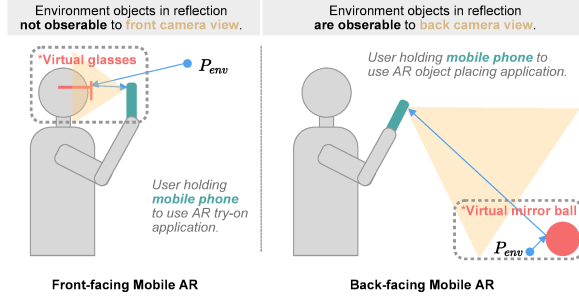 Environment objects in reflection
not obserable to front camera view.
*Virtual glasses
P_env
User holding
mobile phone
to use AR try-on
application.
Front-facing Mobile AR
Environment objects in reflection
are obserable to back camera view.
User holding mobile phone to
use AR object placing application.
*Virtual mirror ball
P_env
Back-facing Mobile AR